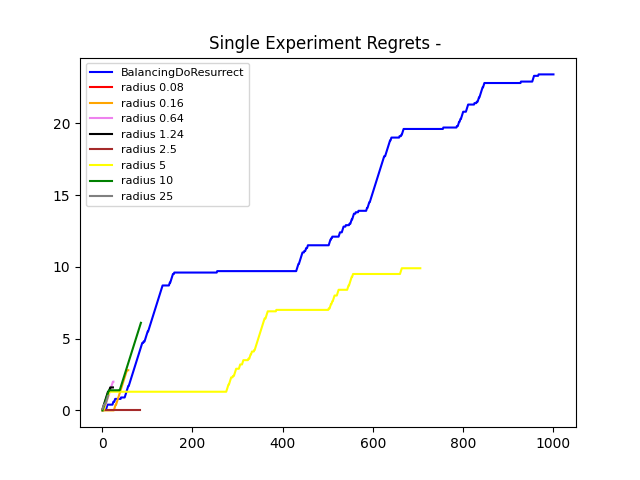 Single Experiment Regrets -
BalancingDoResurrect
radius 0.08
radius 0.16
radius 0.64
radius 1.24
radius 2.5
radius 5
radius 10
radius 25
20
15
10
5
0
0 200 400 600 800 1000